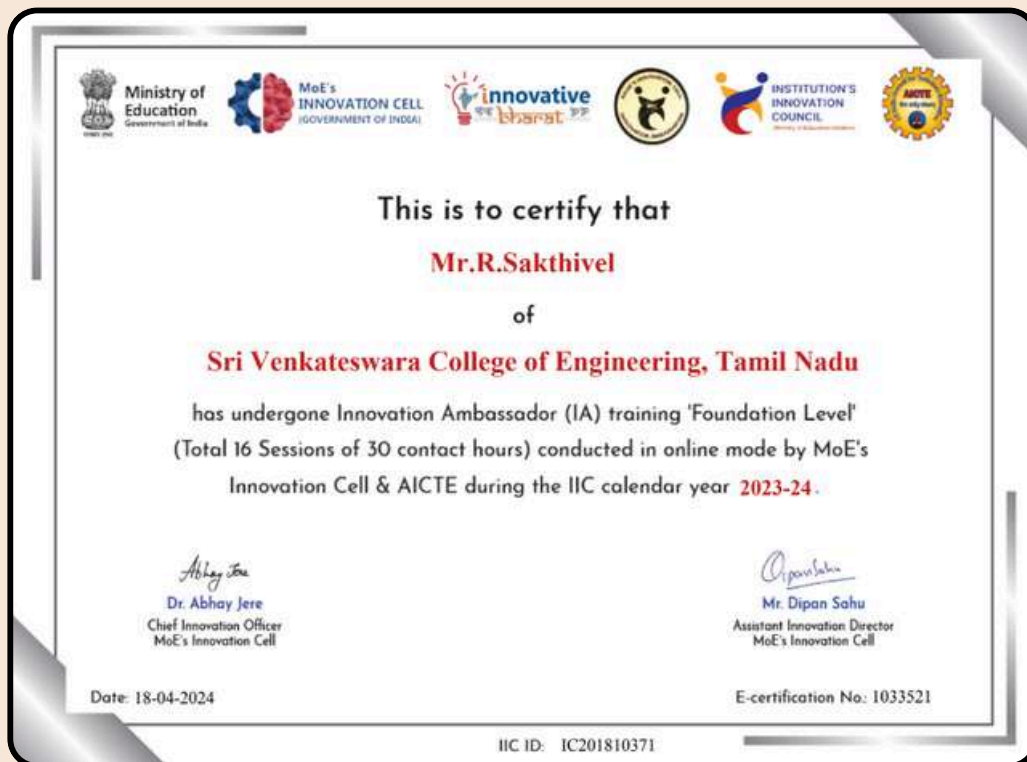 Ministry of
Education
Government of India
MoE's
INNOVATION CELL
(GOVERNMENT OF INDIA)
innovative
bharat
INSTITUTION'S
INNOVATION
COUNCIL
AICTE
This is to certify that
Mr.R.Sakthivel
of
Sri Venkateswara College of Engineering, Tamil Nadu
has undergone Innovation Ambassador (IA) training 'Foundation Level'
(Total 16 Sessions of 30 contact hours) conducted in online mode by MoE's
Innovation Cell & AICTE during the IIC calendar year 2023-24.
Abhay Jere
Dr. Abhay Jere
Chief Innovation Officer
MoE's Innovation Cell
DipanSahu
Mr. Dipan Sahu
Assistant Innovation Director
MoE's Innovation Cell
Date: 18-04-2024
E-certification No.: 1033521
IIC ID: IC201810371